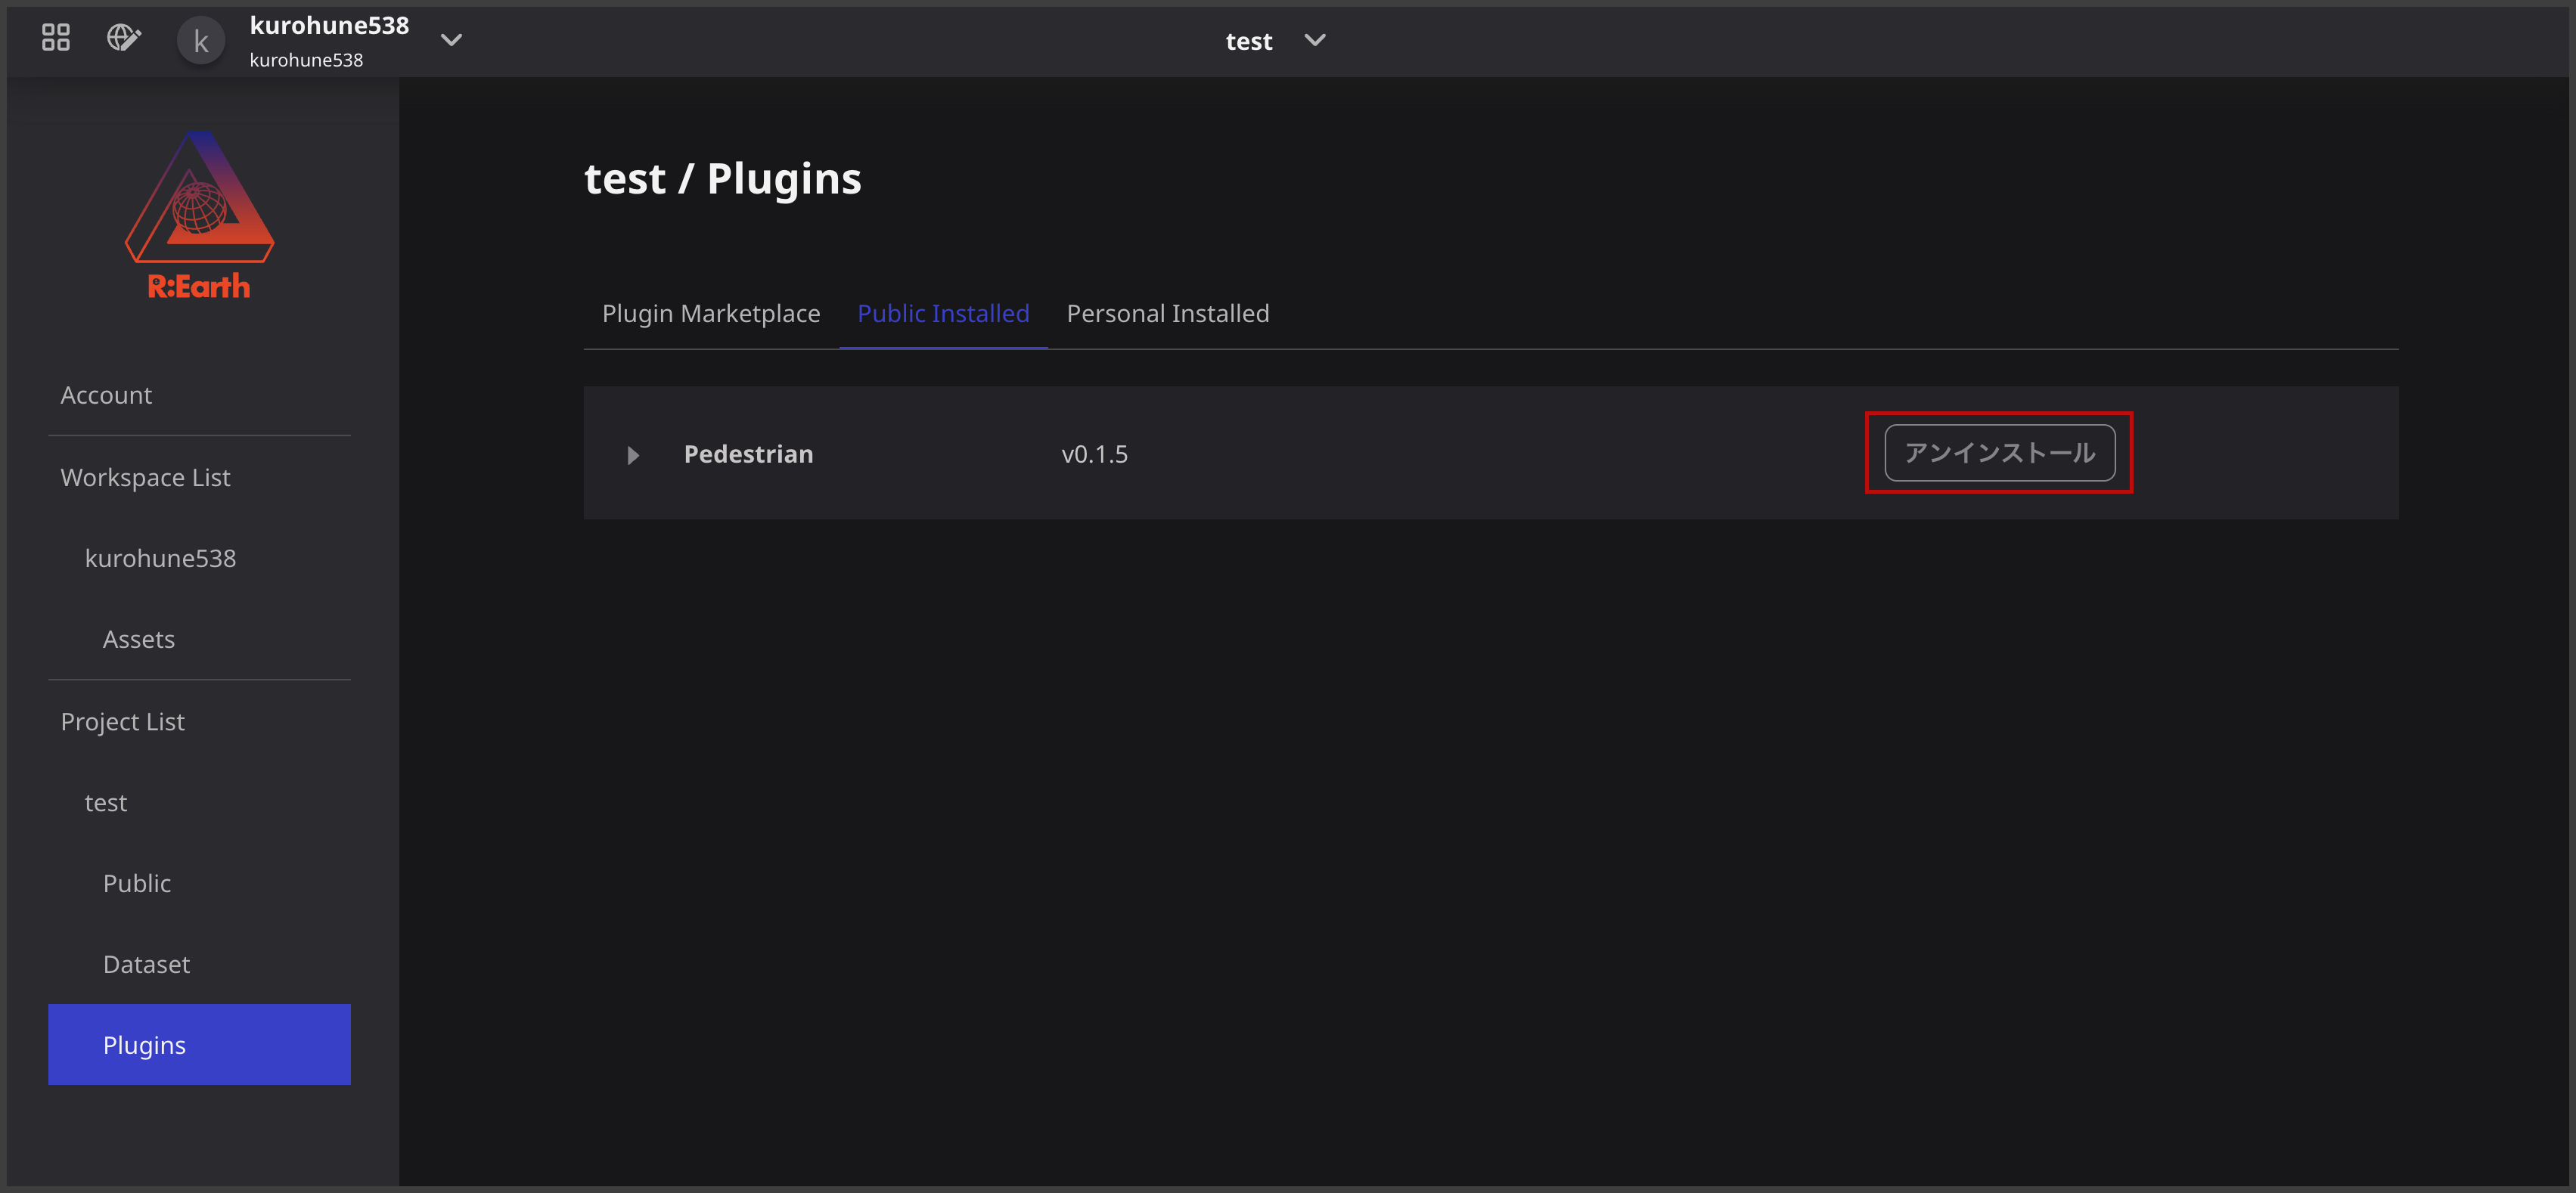 k
kurohune538
kurohune538
test
R:Earth
Account
Workspace List
kurohune538
Assets
Project List
test
Public
Dataset
Plugins
test / Plugins
Plugin Marketplace Public Installed Personal Installed
Pedestrian v0.1.5 アンインストール